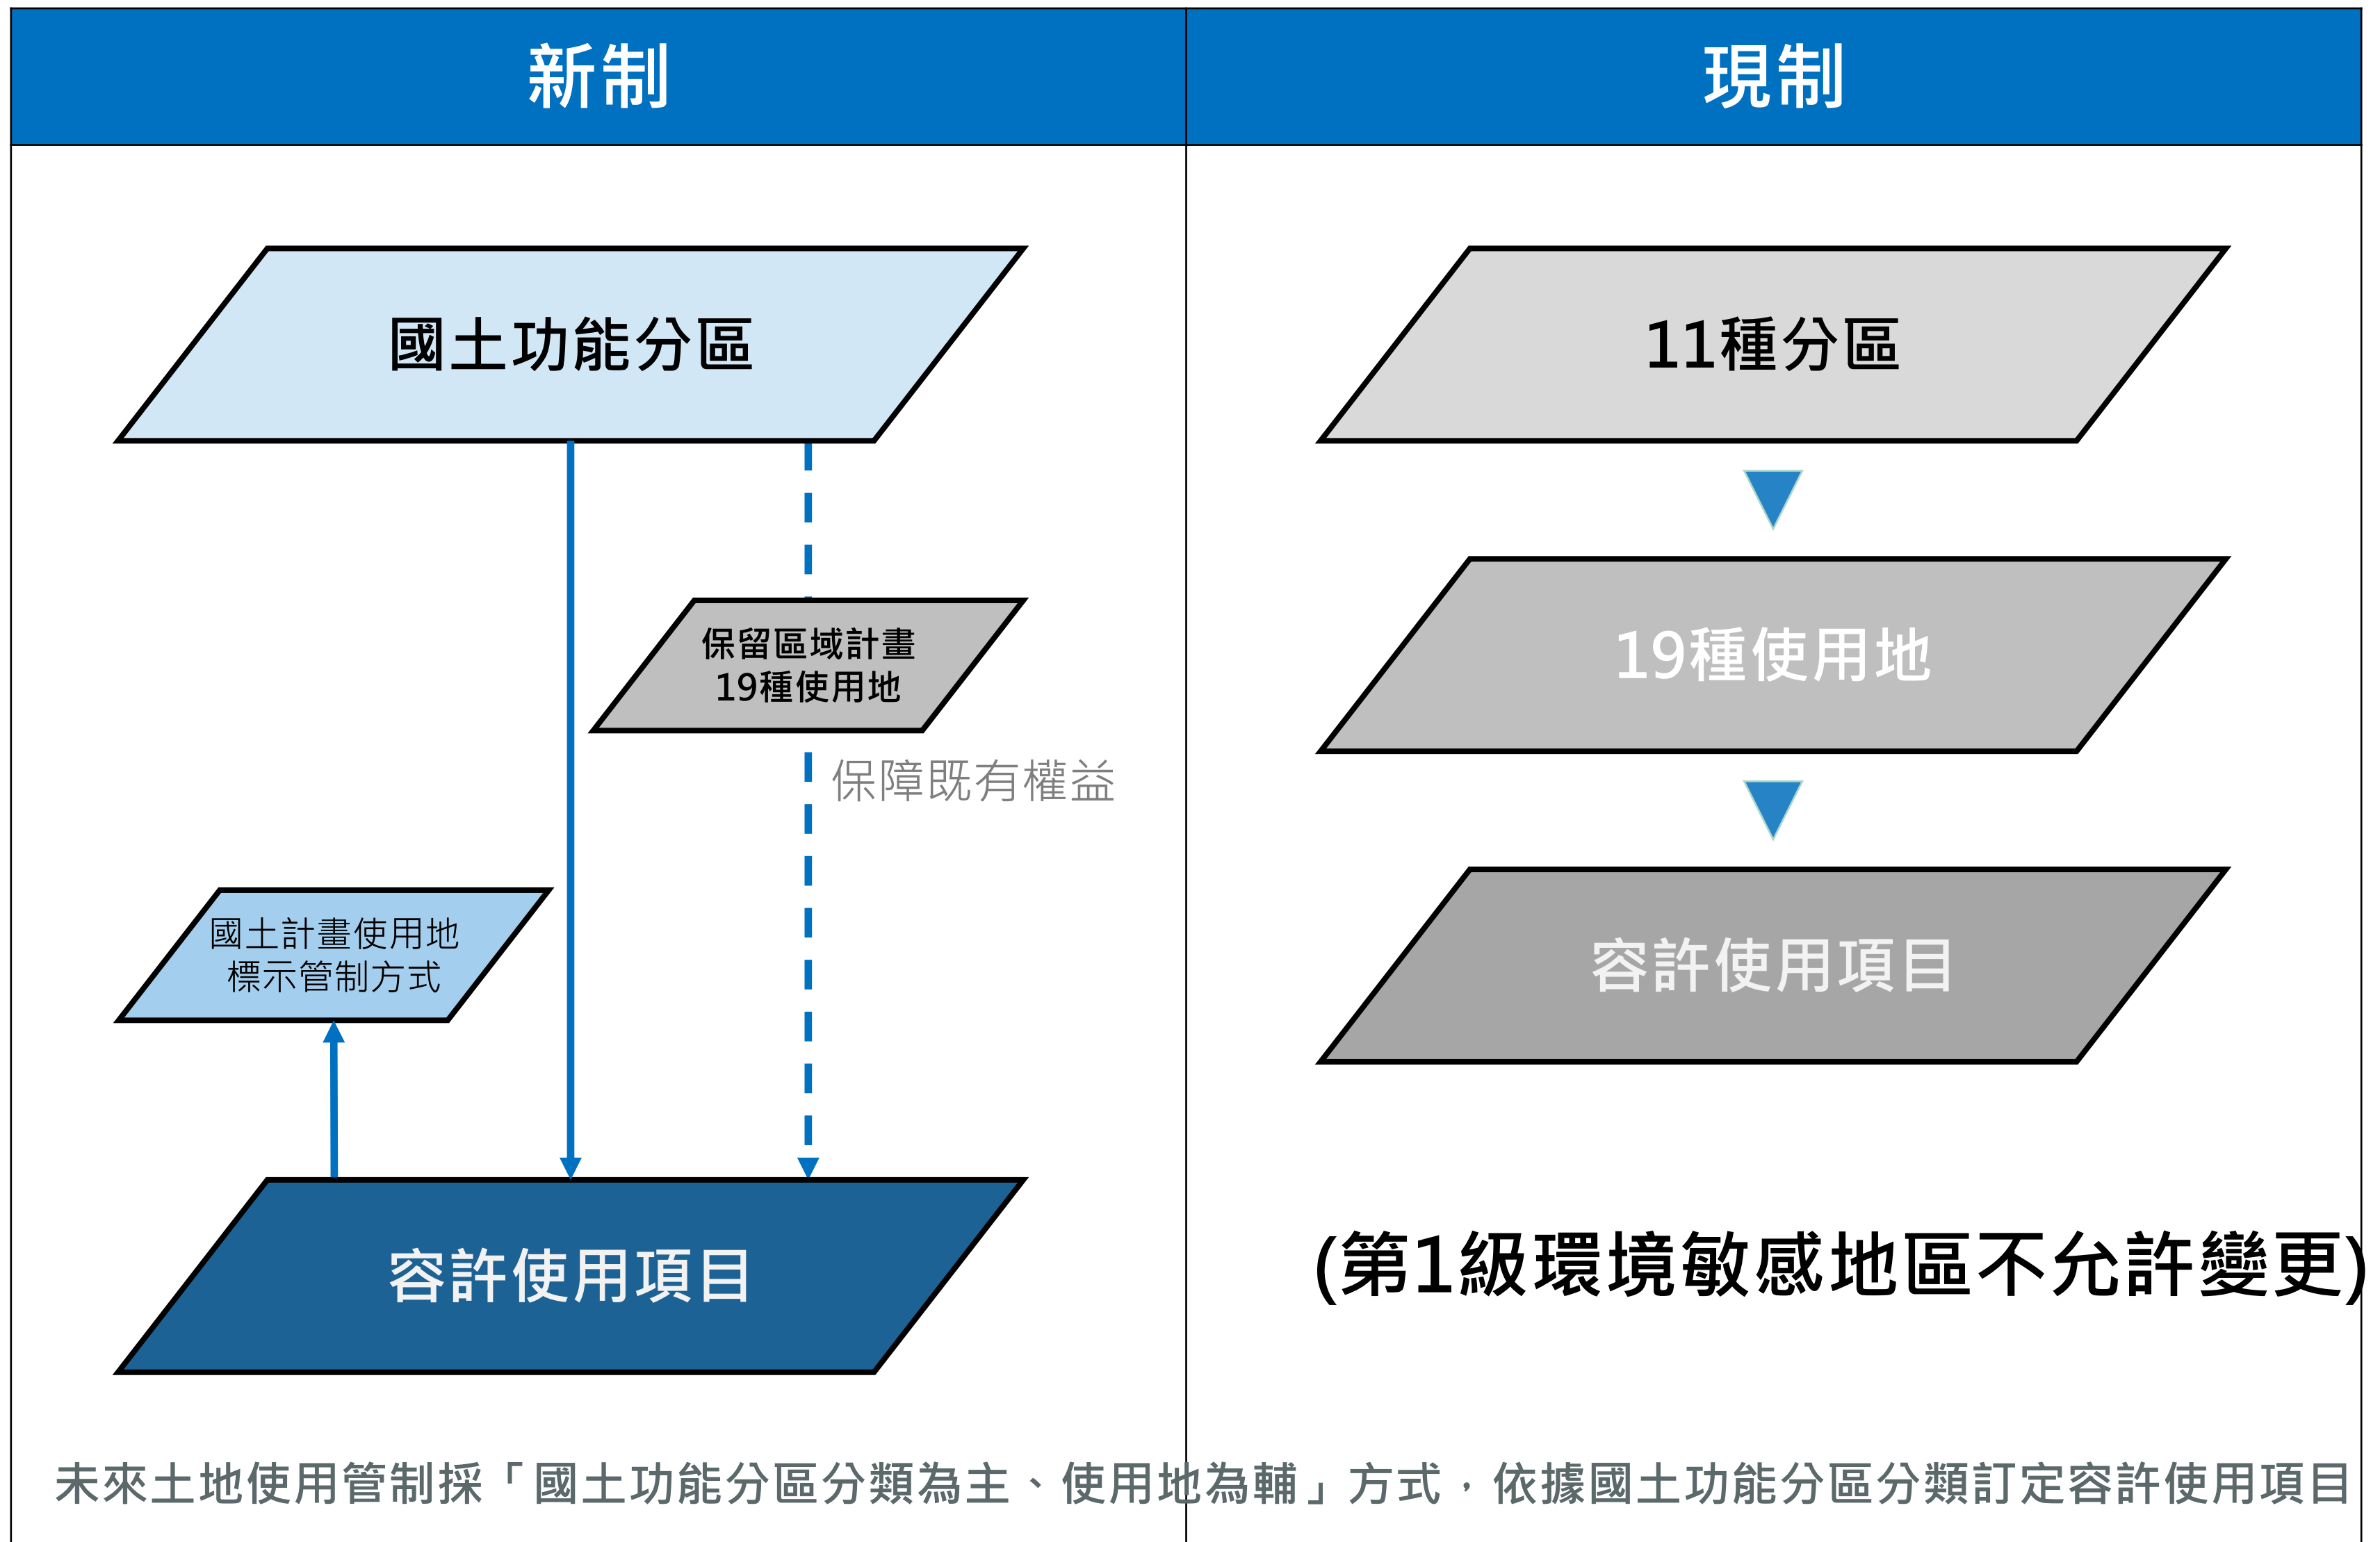 新制
國土功能分區
保留區域計畫
19種使用地
保障既有權益
國土計畫使用地
標示管制方式
容許使用項目
現制
11種分區
19種使用地
容許使用項目
(第1級環境敏感地區不允許變更)
未來土地使用管制採「國土功能分區分類為主、使用地為輔」方式，依據國土功能分區分類訂定容許使用項目